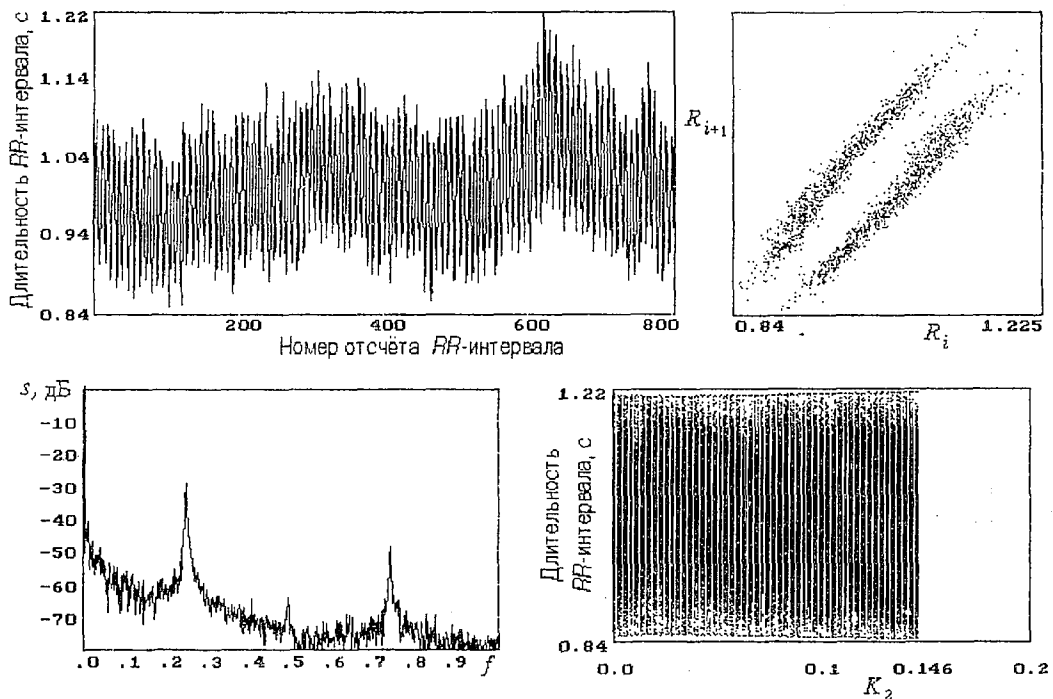 Длительность RR-интервала, с
1.22
1.14
1.04
0.94
0.84
200
400
600
800
Номер отсчёта RR-интервала
R i+1
0.84
1.225
R i
s, дБ
-10
-20
-30
-40
-50
-60
-70
.0 .1 .2 .3 .4 .5 .6 .7 .8 .9 f
Длительность
RR-интервала, с
1.22
0.84
0.0
0.1
0.146
0.2
K 2